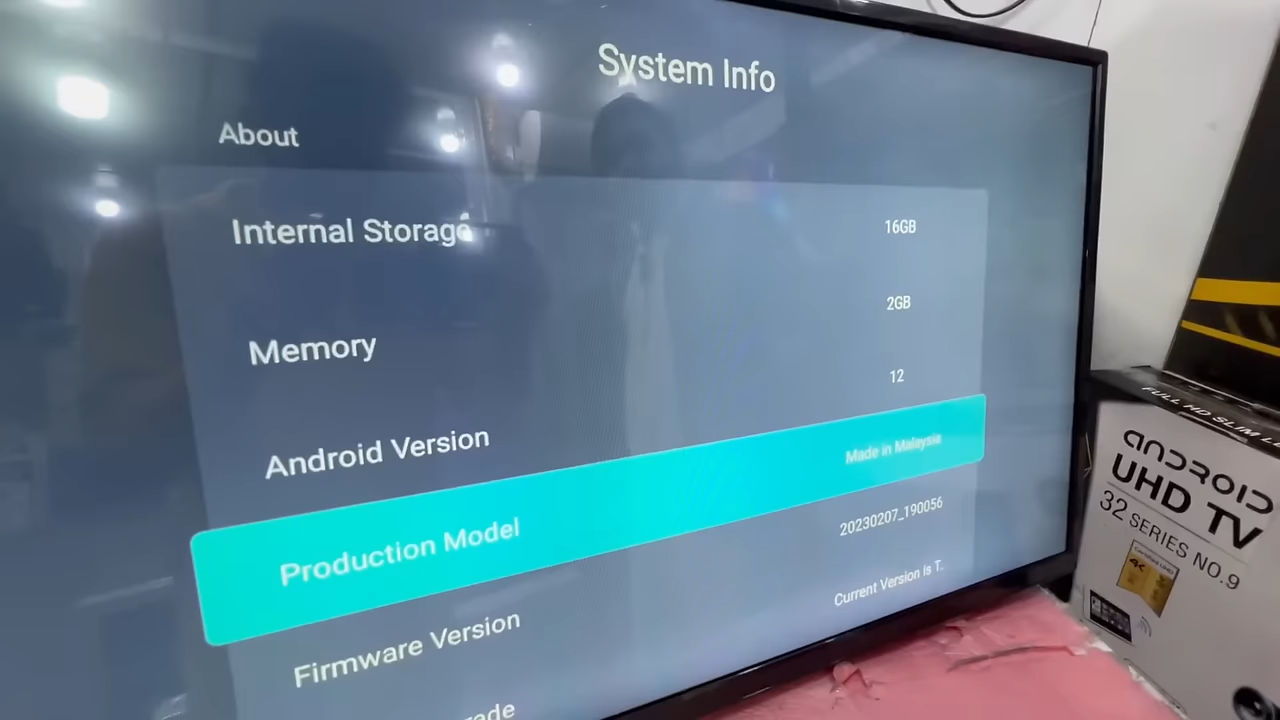 System Info
About
Internal Storage 16GB
Memory 2GB
Android Version 12
Production Model Made in Malaysia
Firmware Version 20230207_190056
Current Version Is T..
FULL HD SLIM
ANDROID
UHD TV
32 SERIES NO.9
4K